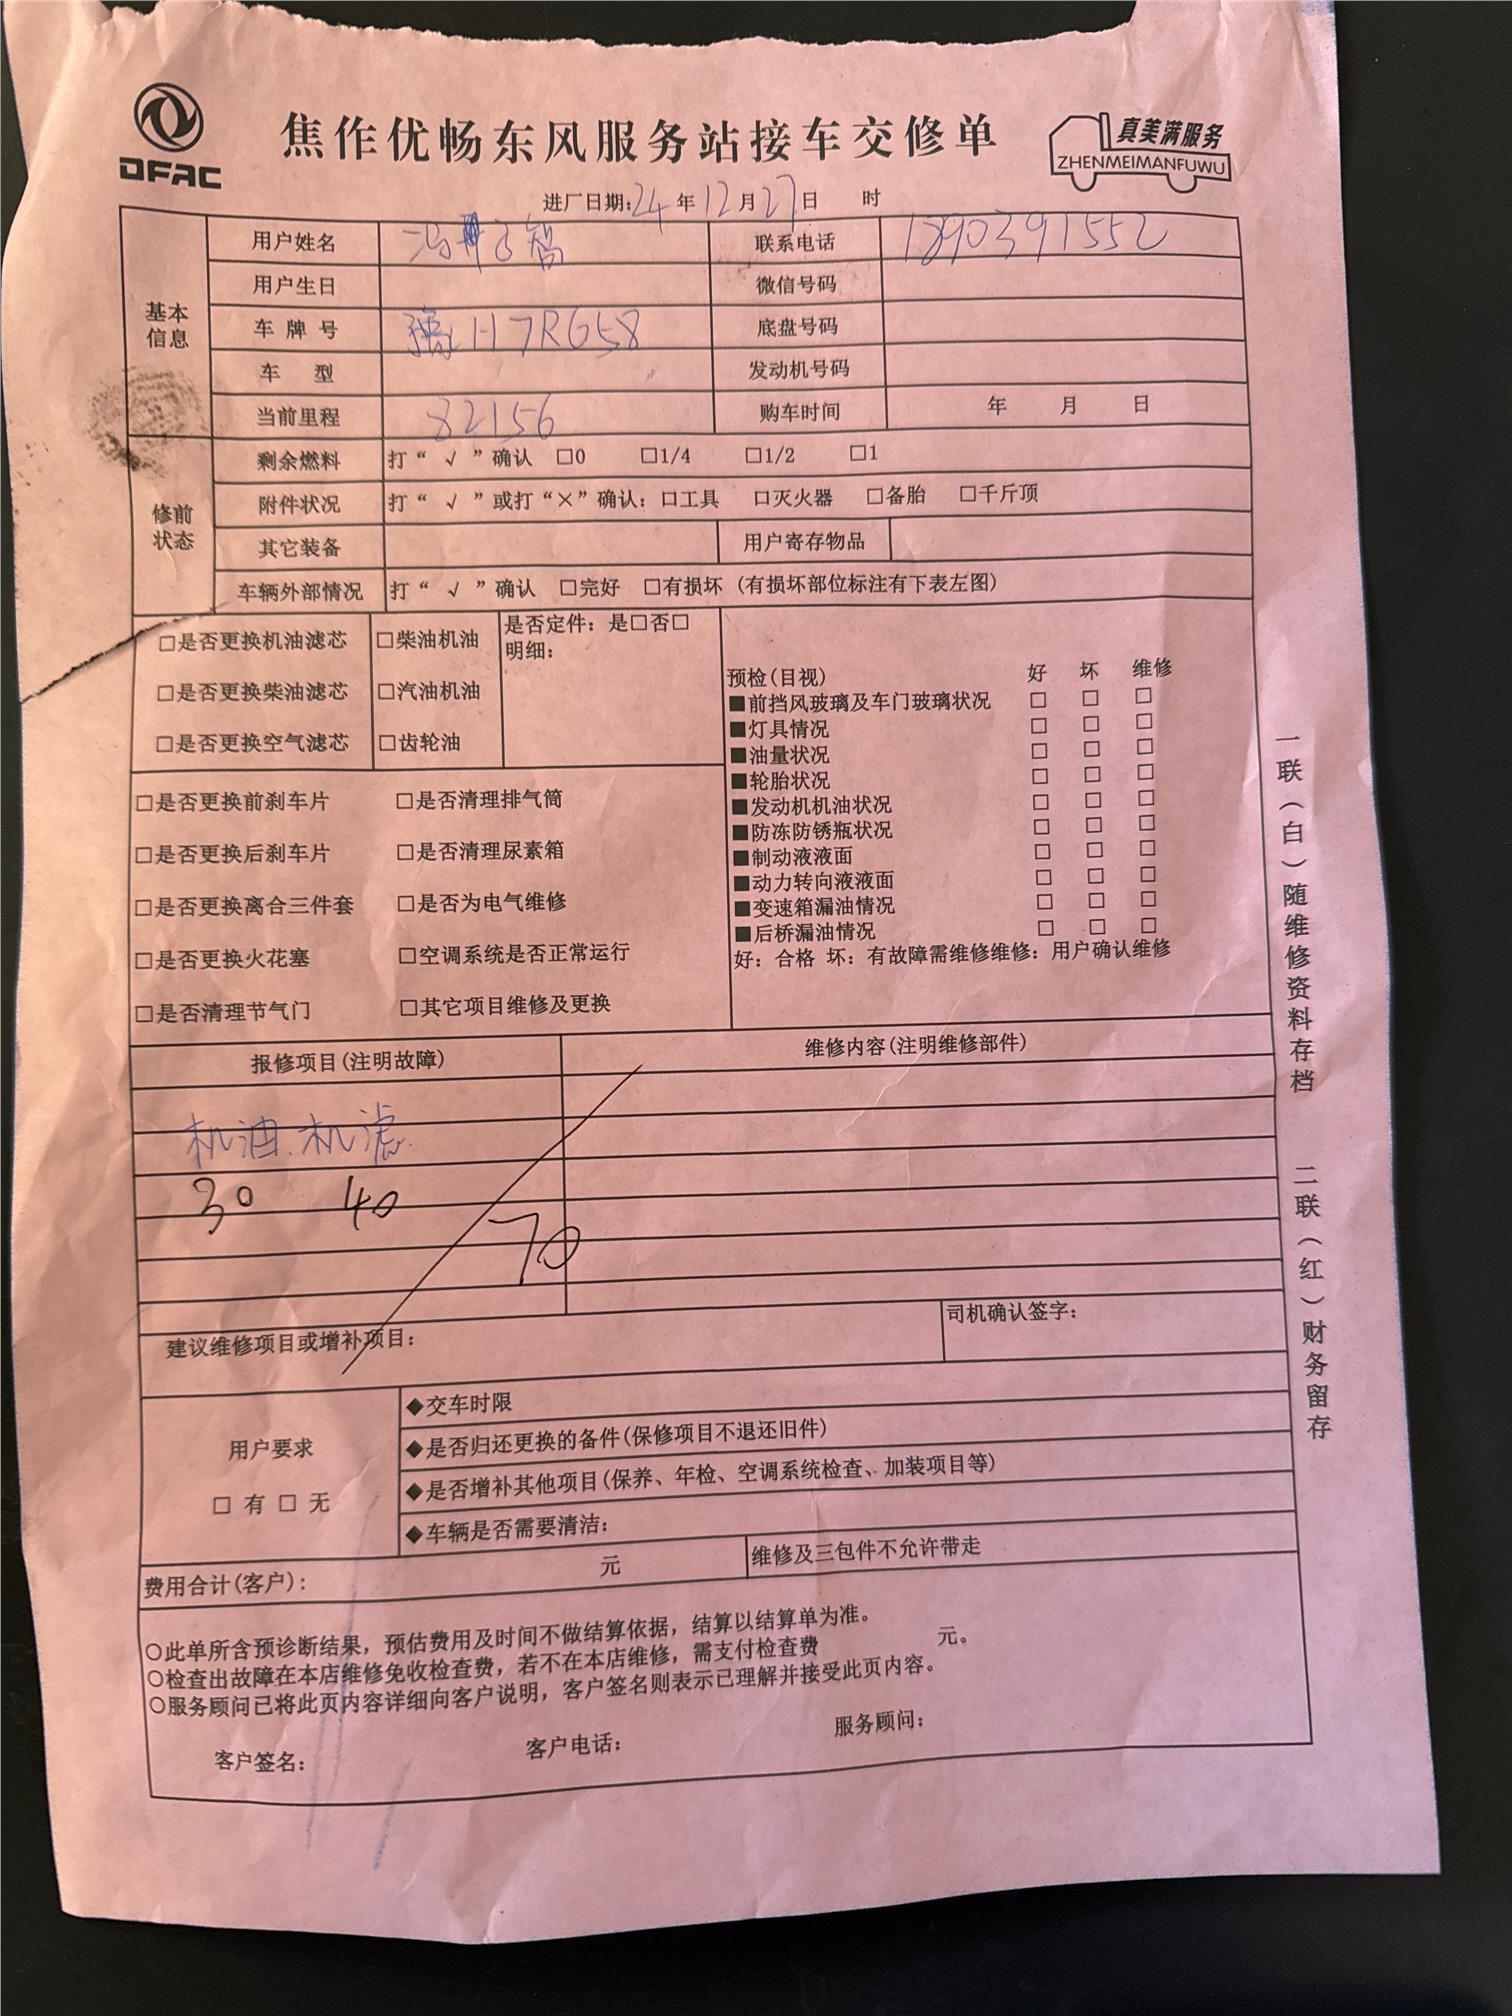 DFAC
焦作优畅东风服务站接车交修单
真美满服务
ZHENMEIMANFUWU
进厂日期:24年12月27日 时
基本信息
用户姓名 联系电话 1890391552
用户生日 微信号码
车牌号 豫H7RG58 底盘号码
车型 发动机号码
当前里程 82156 购车时间 年 月 日
修前状态
剩余燃料 打“√”确认 □0 □1/4 □1/2 □1
附件状况 打“√”或打“×”确认: □工具 □灭火器 □备胎 □千斤顶
其它装备 用户寄存物品
车辆外部情况 打“√”确认 □完好 □有损坏 (有损坏部位标注有下表左图)
□是否更换机油滤芯 □柴油机油 是否定件: 是□否□
明细:
□是否更换柴油滤芯 □汽油机油
□是否更换空气滤芯 □齿轮油
□是否更换前刹车片 □是否清理排气筒
□是否更换后刹车片 □是否清理尿素箱
□是否更换离合三件套 □是否为电气维修
□是否更换火花塞 □空调系统是否正常运行
□是否清理节气门 □其它项目维修及更换
预检(目视) 好 坏 维修
■前挡风玻璃及车门玻璃状况 □ □ □
■灯具情况 □ □ □
■油量状况 □ □ □
■轮胎状况 □ □ □
■发动机机油状况 □ □ □
■防冻防锈瓶状况 □ □ □
■制动液液面 □ □ □
■动力转向液液面 □ □ □
■变速箱漏油情况 □ □ □
■后桥漏油情况 □ □ □
好: 合格 坏: 有故障需维修维修: 用户确认维修
报修项目(注明故障) 维修内容(注明维修部件)
机油、机滤
30 40
70
建议维修项目或增补项目: 司机确认签字:
用户要求
□ 有 □ 无
◆交车时限
◆是否归还更换的备件(保修项目不退还旧件)
◆是否增补其他项目(保养、年检、空调系统检查、加装项目等)
◆车辆是否需要清洁:
费用合计(客户): 元 维修及三包件不允许带走
○此单所含预诊断结果，预估费用及时间不做结算依据，结算以结算单为准。
○检查出故障在本店维修免收检查费，若不在本店维修，需支付检查费 元。
○服务顾问已将此页内容详细向客户说明，客户签名则表示已理解并接受此页内容。
客户签名: 客户电话: 服务顾问:
一联(白)随维修资料存档 二联(红)财务留存